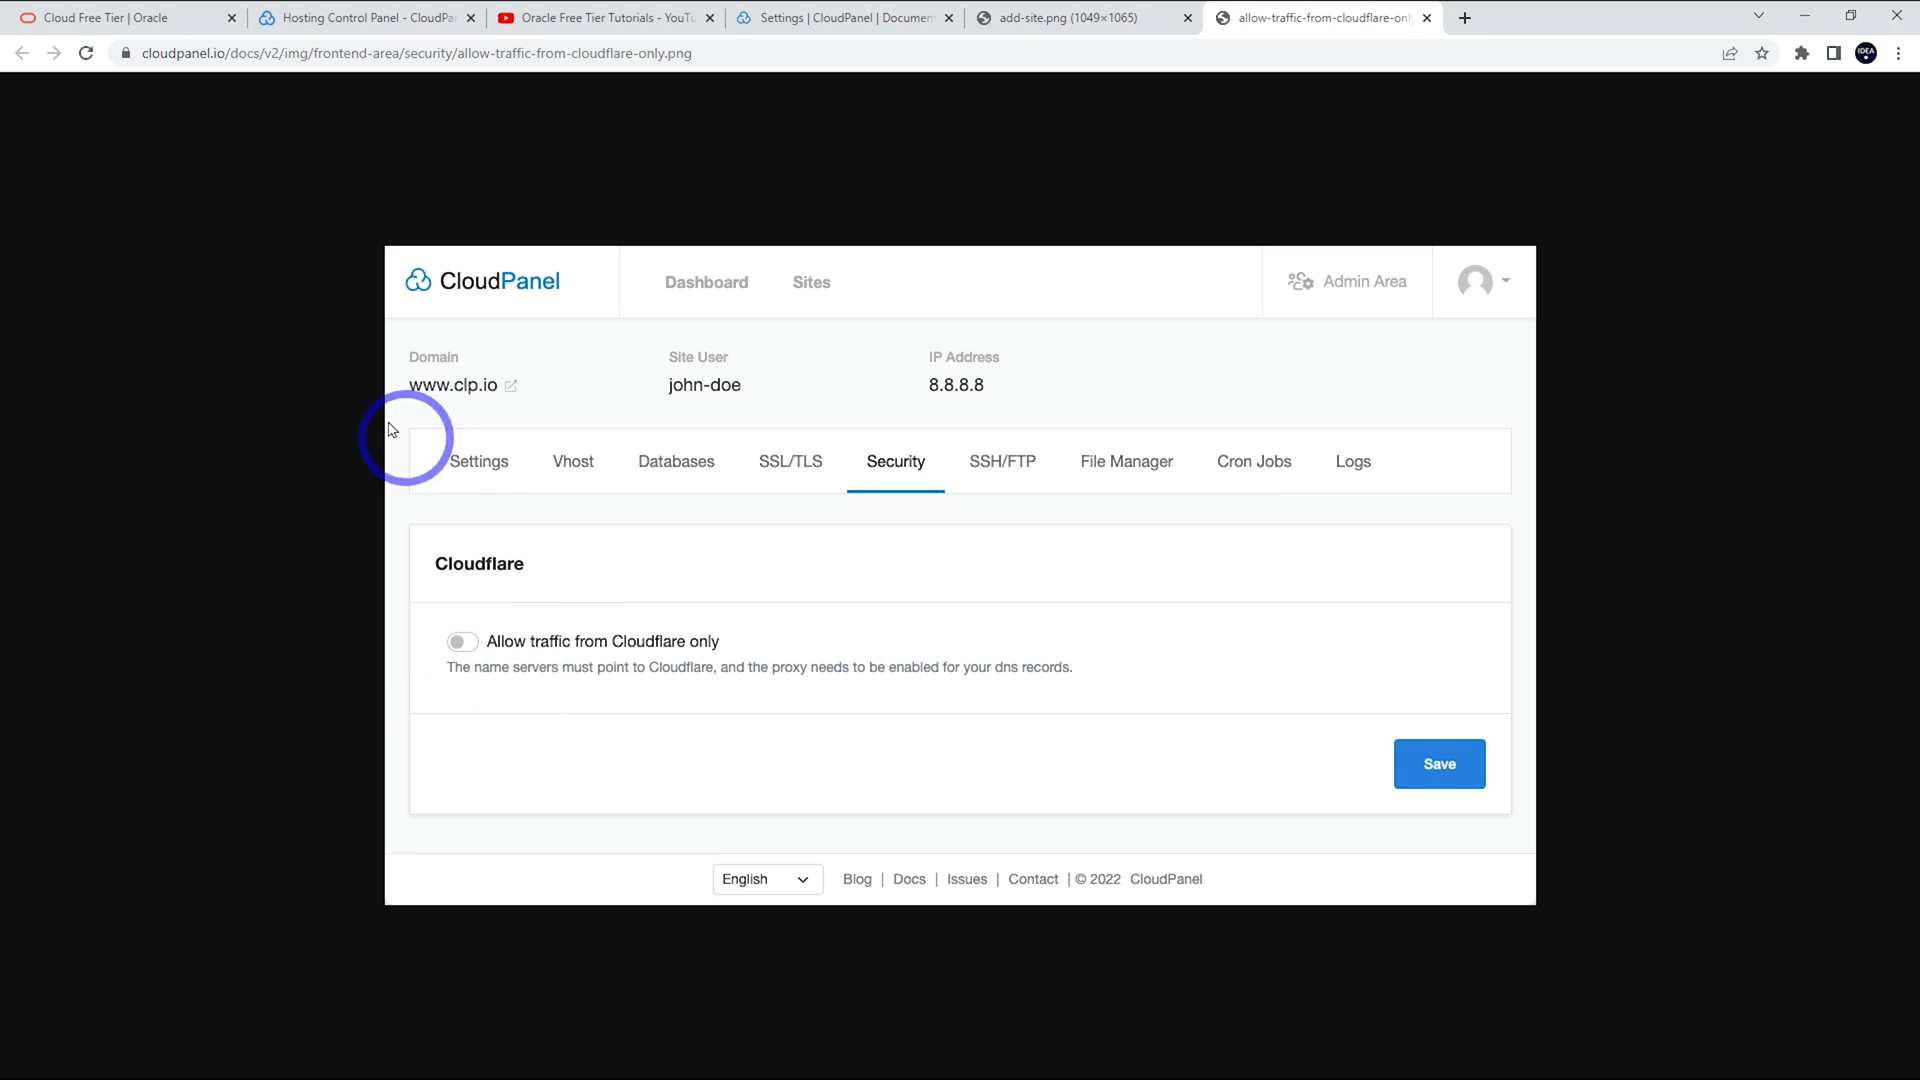 Cloud Free Tier | Oracle
Hosting Control Panel - CloudPan
Oracle Free Tier Tutorials - YouTu
Settings | CloudPanel | Document
add-site.png (1049×1065)
allow-traffic-from-cloudflare-onl
cloudpanel.io/docs/v2/img/frontend-area/security/allow-traffic-from-cloudflare-only.png
IDEA
CloudPanel
Dashboard
Sites
Admin Area
Domain
Site User
IP Address
www.clp.io
john-doe
8.8.8.8
Settings
Vhost
Databases
SSL/TLS
Security
SSH/FTP
File Manager
Cron Jobs
Logs
Cloudflare
Allow traffic from Cloudflare only
The name servers must point to Cloudflare, and the proxy needs to be enabled for your dns records.
Save
English
Blog | Docs | Issues | Contact | © 2022 CloudPanel